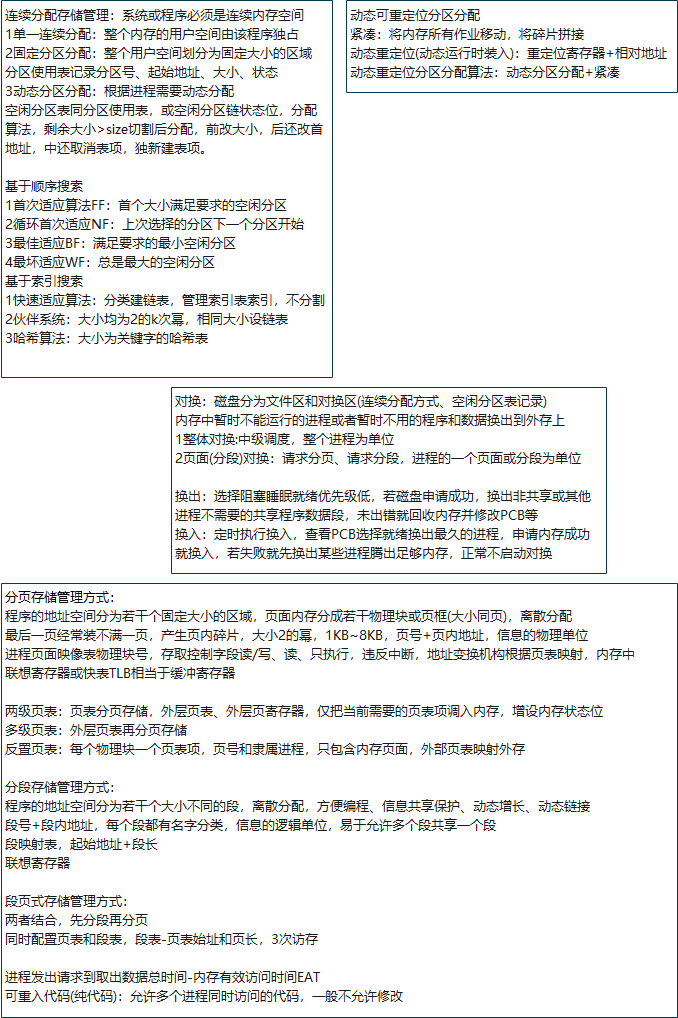 连续分配存储管理：系统或程序必须是连续内存空间
1单一连续分配：整个内存的用户空间由该程序独占
2固定分区分配：整个用户空间划分为固定大小的区域
分区使用表记录分区号、起始地址、大小、状态
3动态分区分配：根据进程需要动态分配
空闲分区表同分区使用表，或空闲分区链状态位，分配
算法，剩余大小>size切割后分配，前改大小，后还改首
地址，中还取消表项，独新建表项。
基于顺序搜索
1首次适应算法FF：首个大小满足要求的空闲分区
2循环首次适应NF：上次选择的分区下一个分区开始
3最佳适应BF：满足要求的最小空闲分区
4最坏适应WF：总是最大的空闲分区
基于索引搜索
1快速适应算法：分类建链表，管理索引表索引，不分割
2伙伴系统：大小均为2的k次幂，相同大小设链表
3哈希算法：大小为关键字的哈希表
动态可重定位分区分配
紧凑：将内存所有作业移动，将碎片拼接
动态重定位(动态运行时装入)：重定位寄存器+相对地址
动态重定位分区分配算法：动态分区分配+紧凑
对换：磁盘分为文件区和对换区(连续分配方式、空闲分区表记录)
内存中暂时不能运行的进程或者暂时不用的程序和数据换出到外存上
1整体对换:中级调度，整个进程为单位
2页面(分段)对换：请求分页、请求分段，进程的一个页面或分段为单位
换出：选择阻塞睡眠就绪优先级低，若磁盘申请成功，换出非共享或其他
进程不需要的共享程序数据段，未出错就回收内存并修改PCB等
换入：定时执行换入，查看PCB选择就绪换出最久的进程，申请内存成功
就换入，若失败就先换出某些进程腾出足够内存，正常不启动对换
分页存储管理方式：
程序的地址空间分为若干个固定大小的区域，页面内存分成若干物理块或页框(大小同页)，离散分配
最后一页经常装不满一页，产生页内碎片，大小2的幂，1KB~8KB，页号+页内地址，信息的物理单位
进程页面映像表物理块号，存取控制字段读/写、读、只执行，违反中断，地址变换机构根据页表映射，内存中
联想寄存器或快表TLB相当于缓冲寄存器
两级页表：页表分页存储，外层页表、外层页寄存器，仅把当前需要的页表项调入内存，增设内存状态位
多级页表：外层页表再分页存储
反置页表：每个物理块一个页表项，页号和隶属进程，只包含内存页面，外部页表映射外存
分段存储管理方式：
程序的地址空间分为若干个大小不同的段，离散分配，方便编程、信息共享保护、动态增长、动态链接
段号+段内地址，每个段都有名字分类，信息的逻辑单位，易于允许多个段共享一个段
段映射表，起始地址+段长
联想寄存器
段页式存储管理方式：
两者结合，先分段再分页
同时配置页表和段表，段表-页表始址和页长，3次访存
进程发出请求到取出数据总时间-内存有效访问时间EAT
可重入代码(纯代码)：允许多个进程同时访问的代码，一般不允许修改